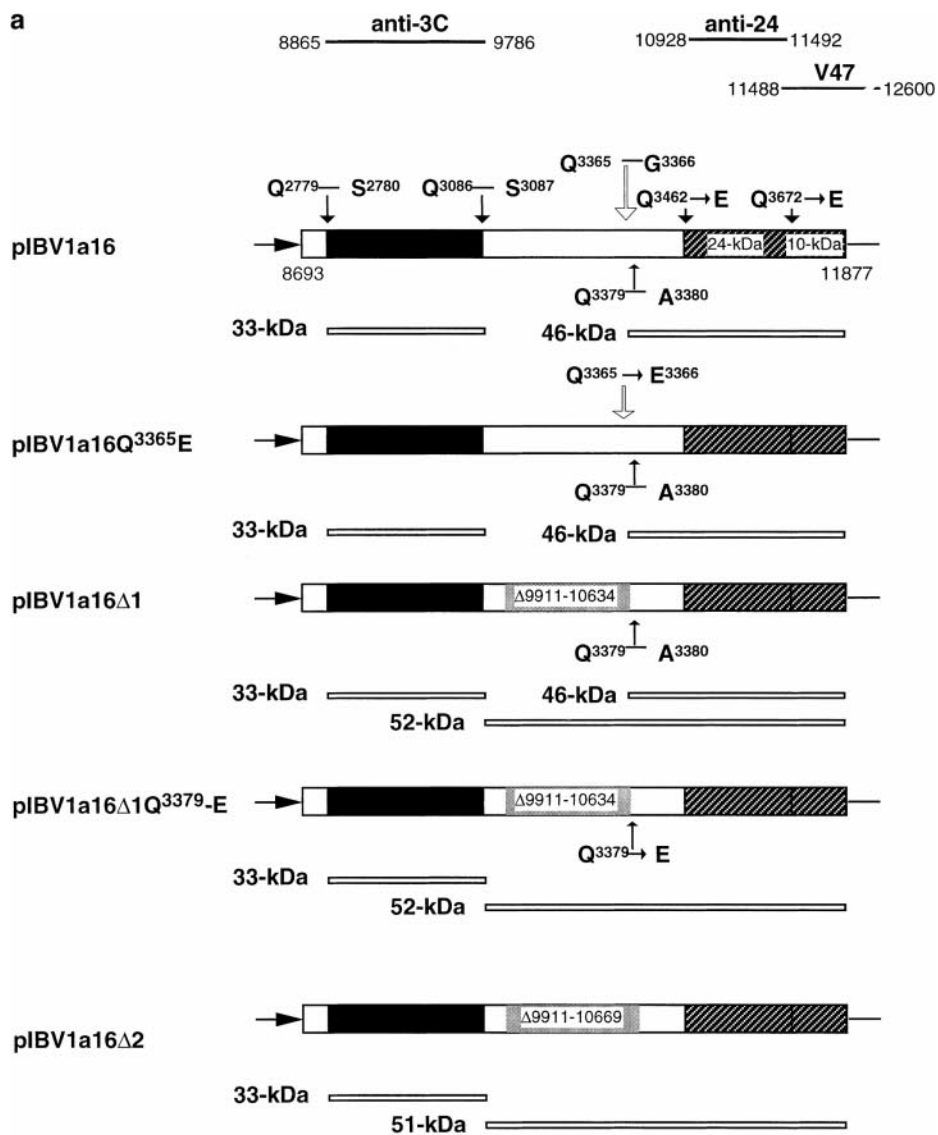 a
anti-3C
8865 9786
anti-24
10928 11492
V47
11488 12600
Q3365 G3366
Q2779 S2780 Q3086 S3087 Q3462→E Q3672→E
pIBV1a16
24-kDa 10-kDa
8693 11877
Q3379 A3380
33-kDa 46-kDa
Q3365→E3366
pIBV1a16Q3365E
Q3379 A3380
33-kDa 46-kDa
pIBV1a16Δ1
Δ9911-10634
Q3379 A3380
33-kDa 46-kDa
52-kDa
pIBV1a16Δ1Q3379-E
Δ9911-10634
Q3379→E
33-kDa
52-kDa
pIBV1a16Δ2
Δ9911-10669
33-kDa
51-kDa